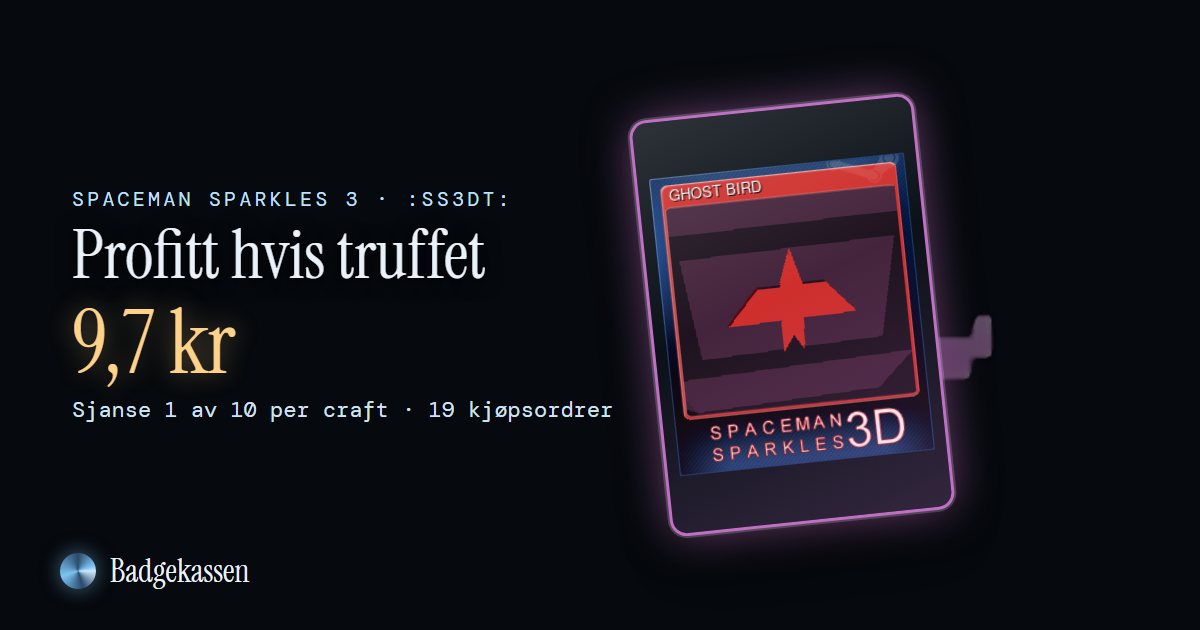 SPACEMAN SPARKLES 3 · :SS3DT:
Profitt hvis truffet
9,7 kr
Sjanse 1 av 10 per craft · 19 kjøpsordrer
Badgekassen
GHOST BIRD
SPACEMAN
SPARKLES 3D